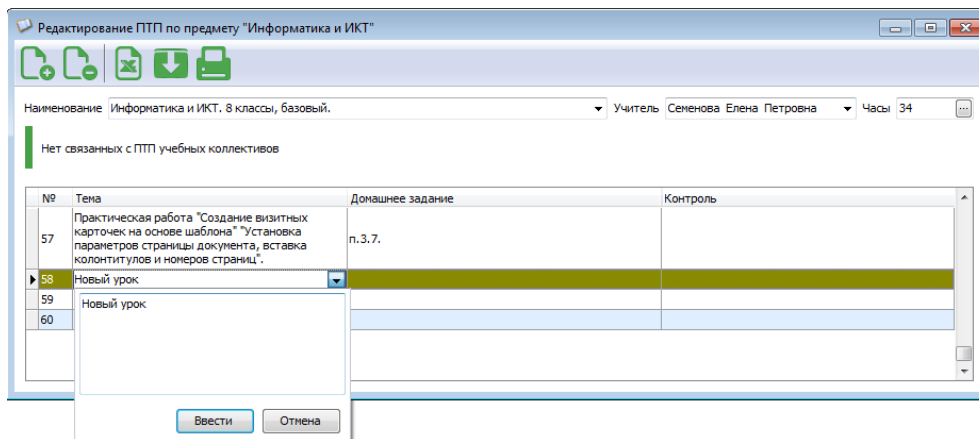 Редактирование ПТП по предмету "Информатика и ИКТ"
Наименование Информатика и ИКТ. 8 классы, базовый. Учитель Семенова Елена Петровна Часы 34 ...
Нет связанных с ПТП учебных коллективов
№ Тема Домашнее задание Контроль
57 Практическая работа "Создание визитных
карточек на основе шаблона" "Установка
параметров страницы документа, вставка
колонтитулов и номеров страниц". п.3.7.
58 Новый урок
59
Новый урок
60
Ввести Отмена